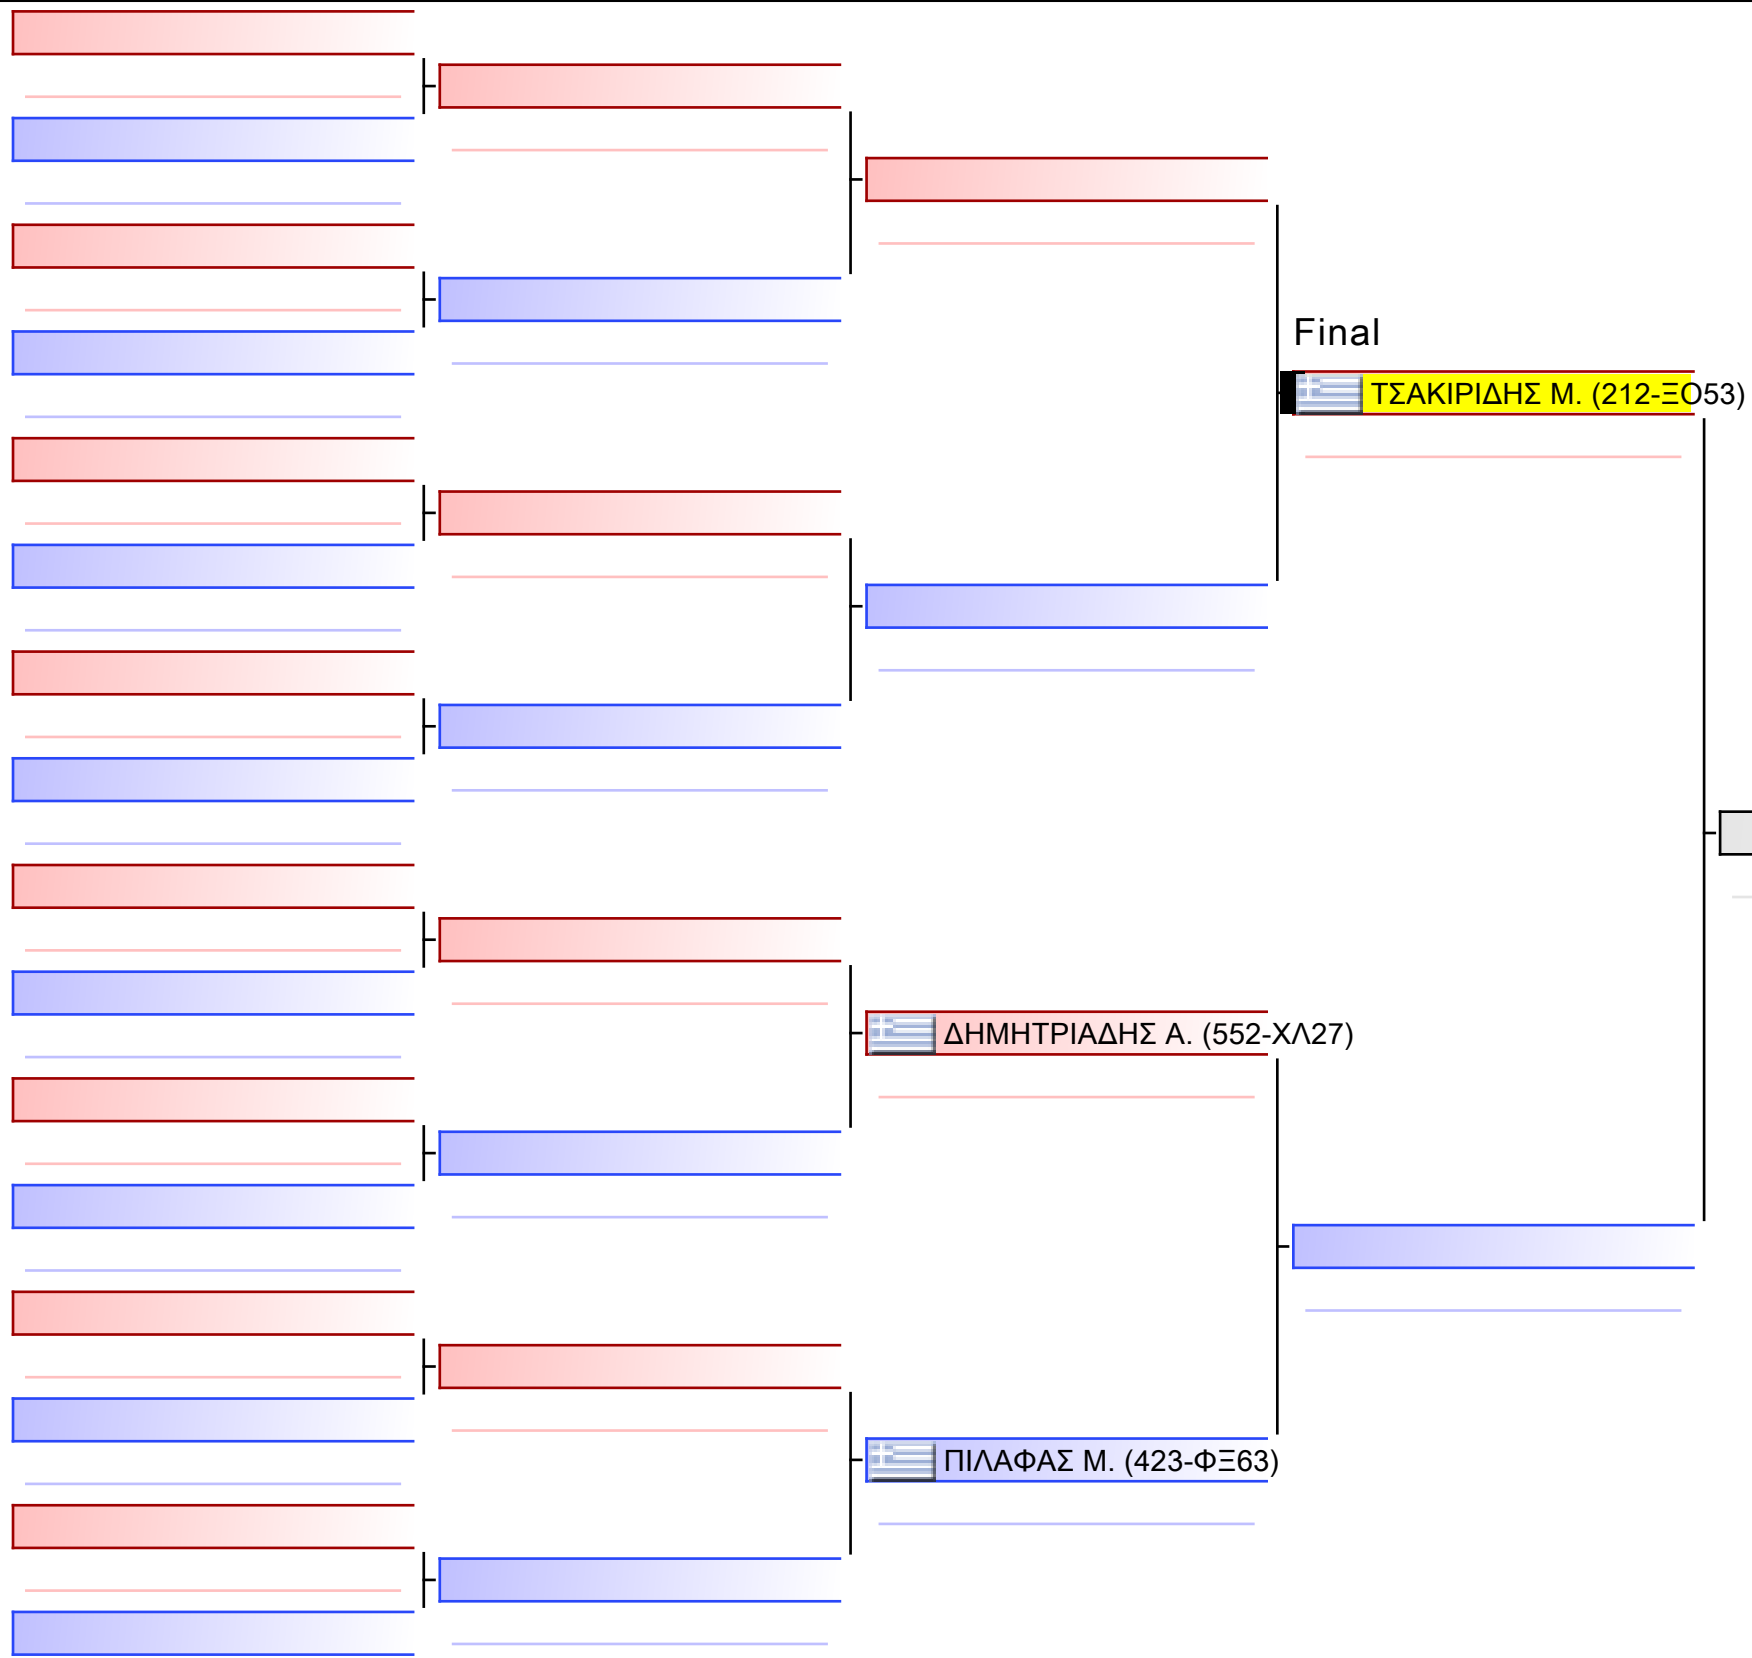 Final
ΤΣΑΚΙΡΙΔΗΣ Μ. (212-ΞΟ53)
ΔΗΜΗΤΡΙΑΔΗΣ Α. (552-ΧΛ27)
ΠΙΛΑΦΑΣ Μ. (423-ΦΞ63)